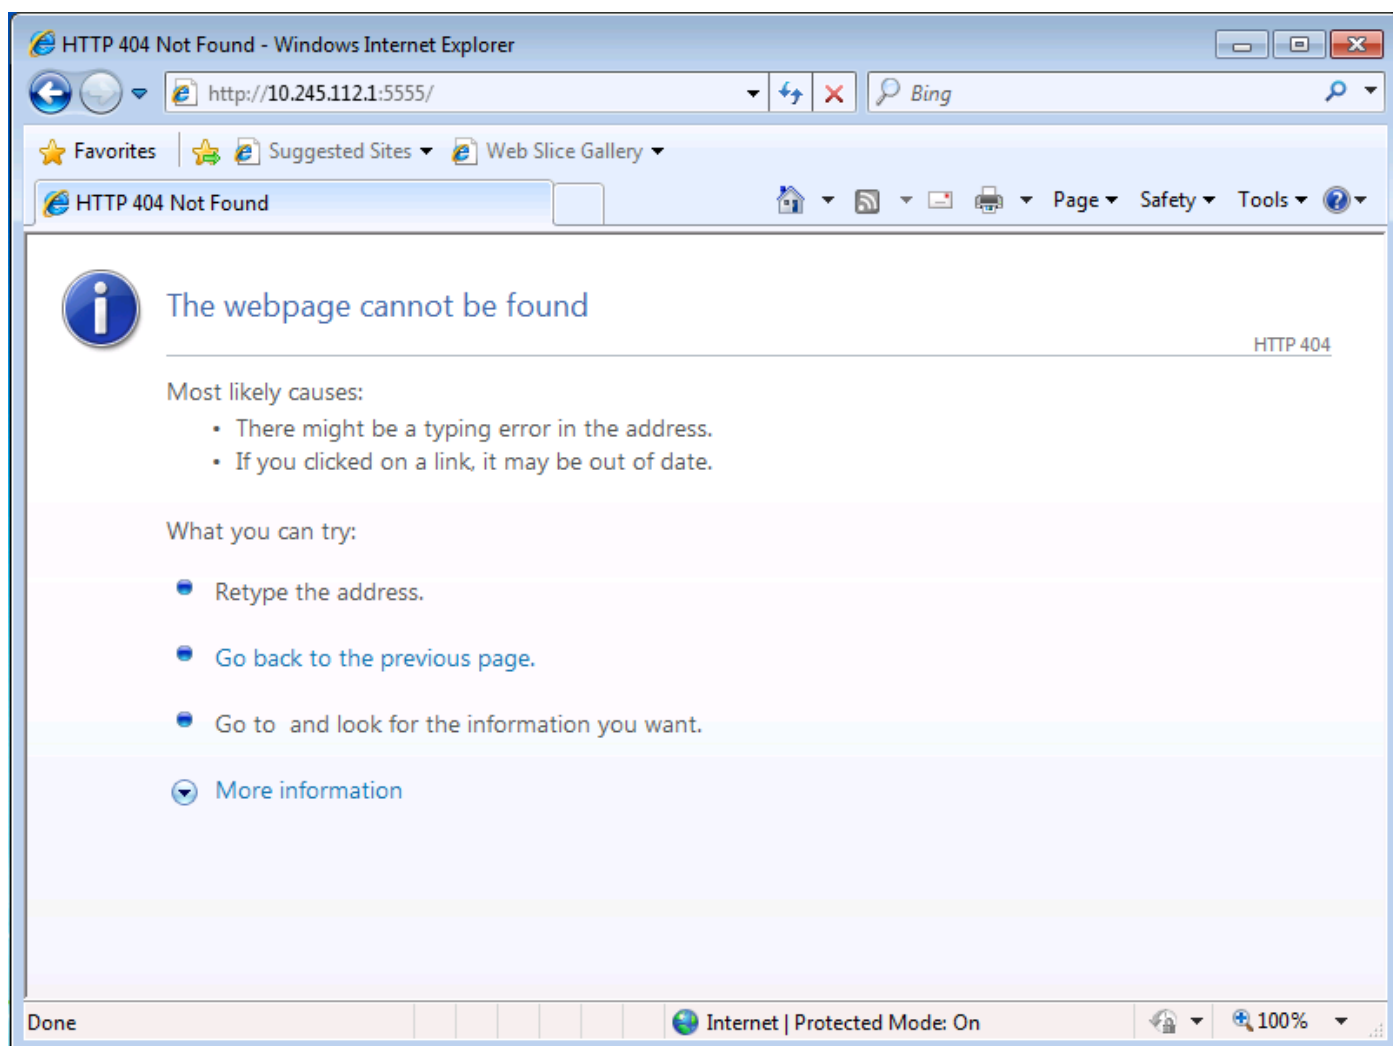 HTTP 404 Not Found - Windows Internet Explorer
http://10.245.112.1:5555/ Bing
Favorites Suggested Sites Web Slice Gallery
HTTP 404 Not Found Page Safety Tools
The webpage cannot be found
HTTP 404
Most likely causes:
• There might be a typing error in the address.
• If you clicked on a link, it may be out of date.
What you can try:
Retype the address.
Go back to the previous page.
Go to  and look for the information you want.
More information
Done Internet | Protected Mode: On 100%